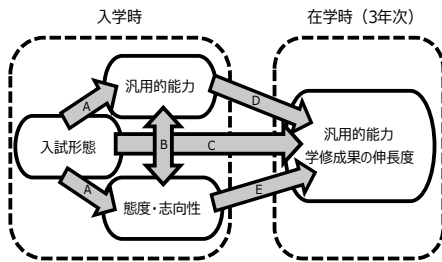 入学時
在学時（3年次）
汎用的能力
A
D
入試形態
B
C
汎用的能力
学修成果の伸長度
A
E
態度・志向性